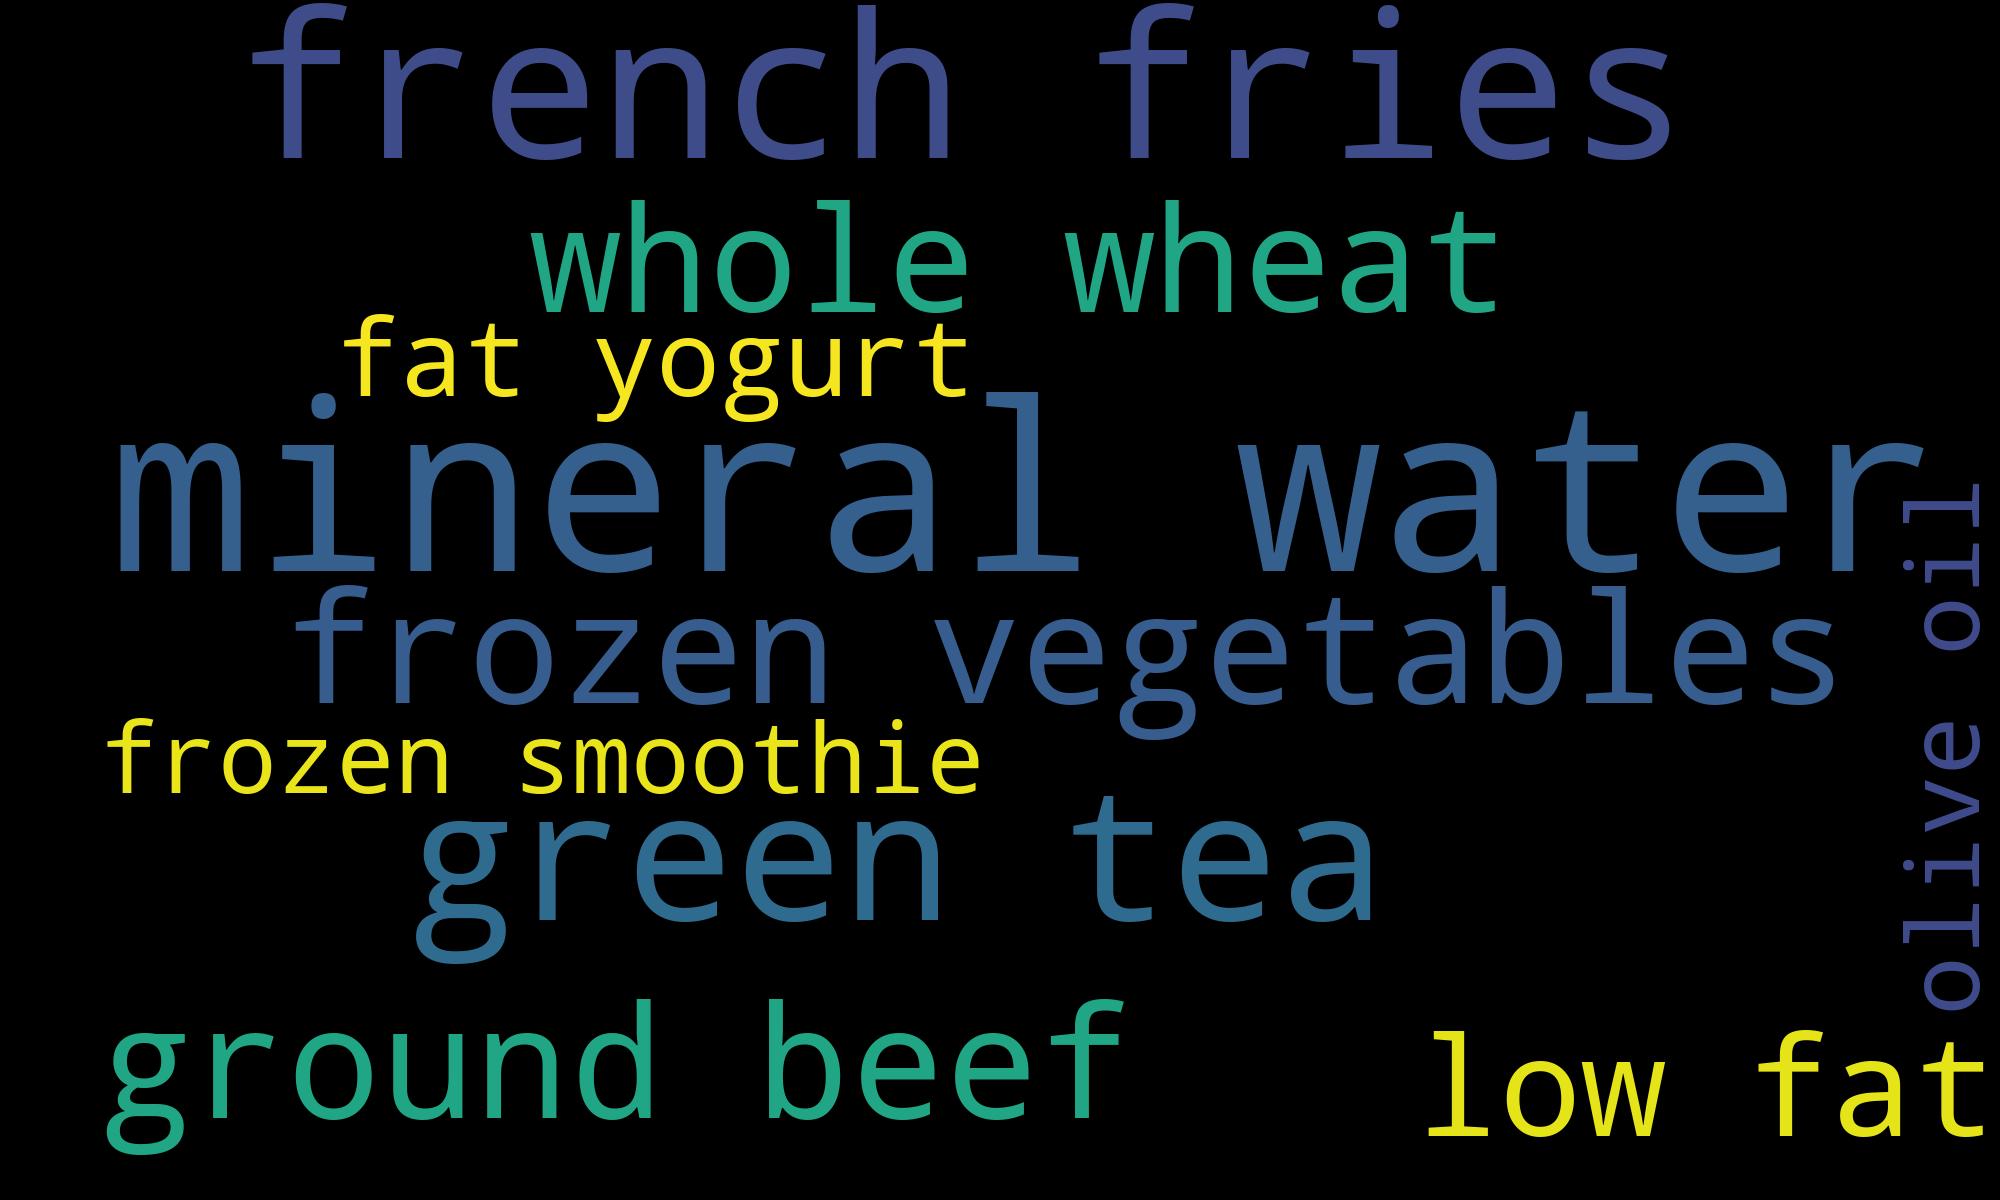 french fries
whole wheat
fat yogurt
mineral water
frozen vegetables
olive oil
frozen smoothie
green tea
ground beef
low fat